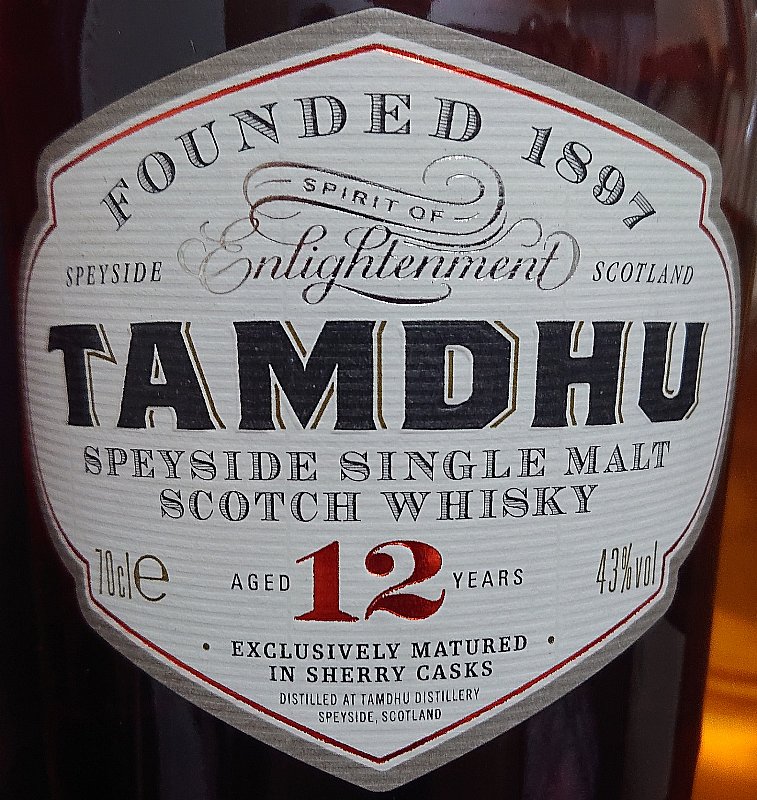 FOUNDED 1897
SPIRIT OF
Enlightenment
SPEYSIDE
SCOTLAND
TAMDHU
SPEYSIDE SINGLE MALT
SCOTCH WHISKY
70cl e
AGED 12 YEARS
43%vol
• EXCLUSIVELY MATURED •
IN SHERRY CASKS
DISTILLED AT TAMDHU DISTILLERY
SPEYSIDE, SCOTLAND